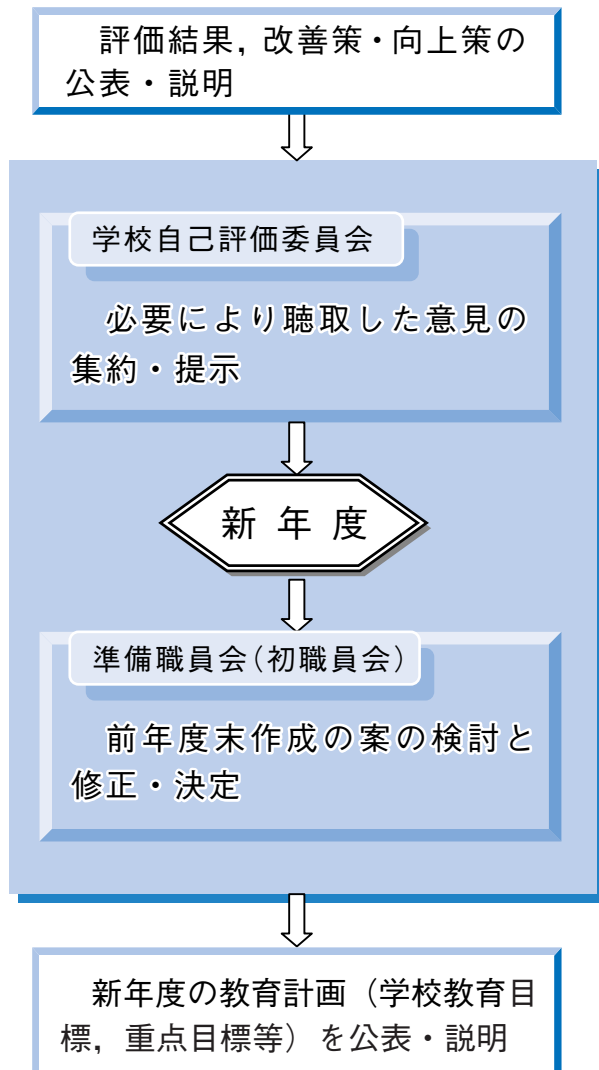 評価結果，改善策・向上策の
公表・説明
学校自己評価委員会
必要により聴取した意見の
集約・提示
新年度
準備職員会（初職員会）
前年度末作成の案の検討と
修正・決定
新年度の教育計画（学校教育目
標，重点目標等）を公表・説明